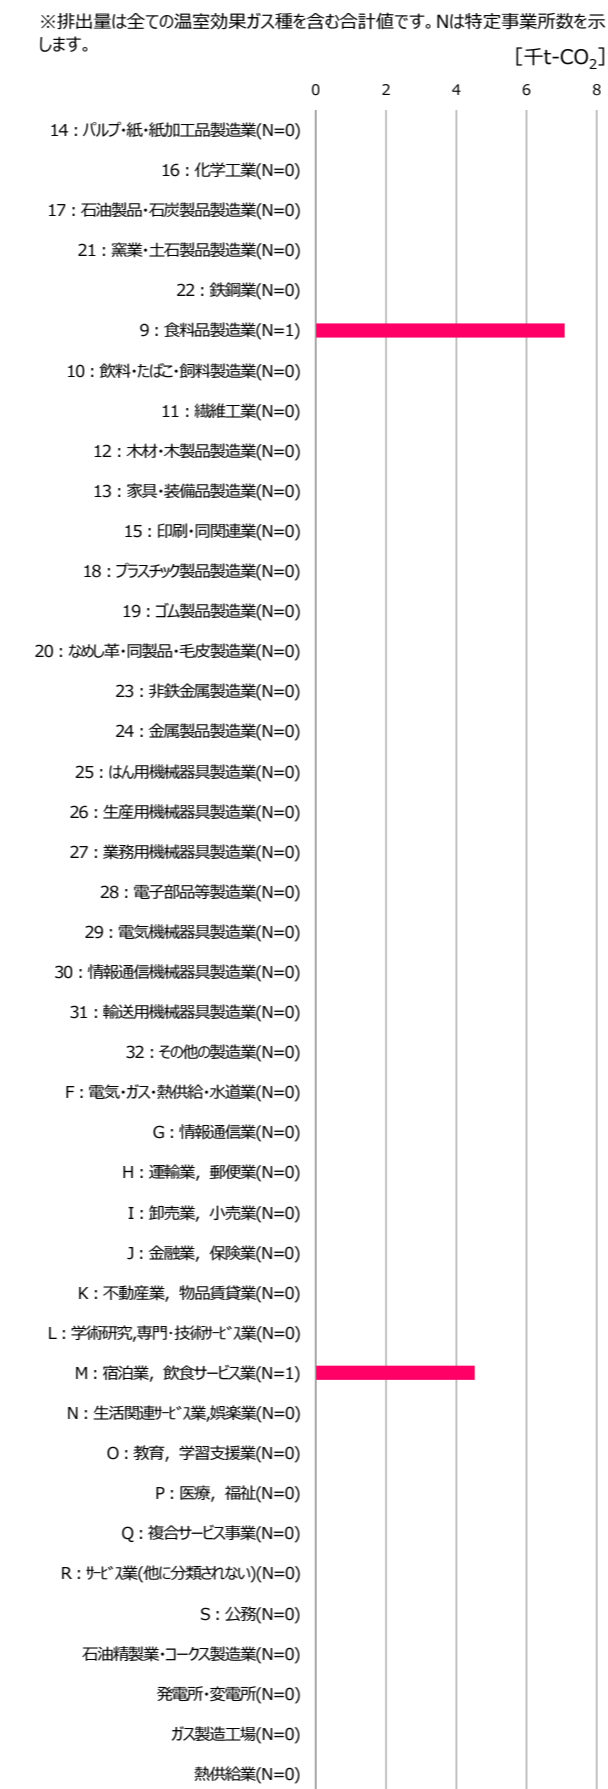 ※排出量は全ての温室効果ガス種を含む合計値です。Nは特定事業所数を示
します。
[千t-CO₂]
0 2 4 6 8
14：パルプ・紙・紙加工品製造業(N=0)
16：化学工業(N=0)
17：石油製品・石炭製品製造業(N=0)
21：窯業・土石製品製造業(N=0)
22：鉄鋼業(N=0)
9：食料品製造業(N=1)
10：飲料・たばこ・飼料製造業(N=0)
11：繊維工業(N=0)
12：木材・木製品製造業(N=0)
13：家具・装備品製造業(N=0)
15：印刷・同関連業(N=0)
18：プラスチック製品製造業(N=0)
19：ゴム製品製造業(N=0)
20：なめし革・同製品・毛皮製造業(N=0)
23：非鉄金属製造業(N=0)
24：金属製品製造業(N=0)
25：はん用機械器具製造業(N=0)
26：生産用機械器具製造業(N=0)
27：業務用機械器具製造業(N=0)
28：電子部品等製造業(N=0)
29：電気機械器具製造業(N=0)
30：情報通信機械器具製造業(N=0)
31：輸送用機械器具製造業(N=0)
32：その他の製造業(N=0)
F：電気・ガス・熱供給・水道業(N=0)
G：情報通信業(N=0)
H：運輸業，郵便業(N=0)
I：卸売業，小売業(N=0)
J：金融業，保険業(N=0)
K：不動産業，物品賃貸業(N=0)
L：学術研究,専門・技術ｻｰﾋﾞｽ業(N=0)
M：宿泊業，飲食サービス業(N=1)
N：生活関連ｻｰﾋﾞｽ業,娯楽業(N=0)
O：教育，学習支援業(N=0)
P：医療，福祉(N=0)
Q：複合サービス事業(N=0)
R：ｻｰﾋﾞｽ業(他に分類されない)(N=0)
S：公務(N=0)
石油精製業・コークス製造業(N=0)
発電所・変電所(N=0)
ガス製造工場(N=0)
熱供給業(N=0)